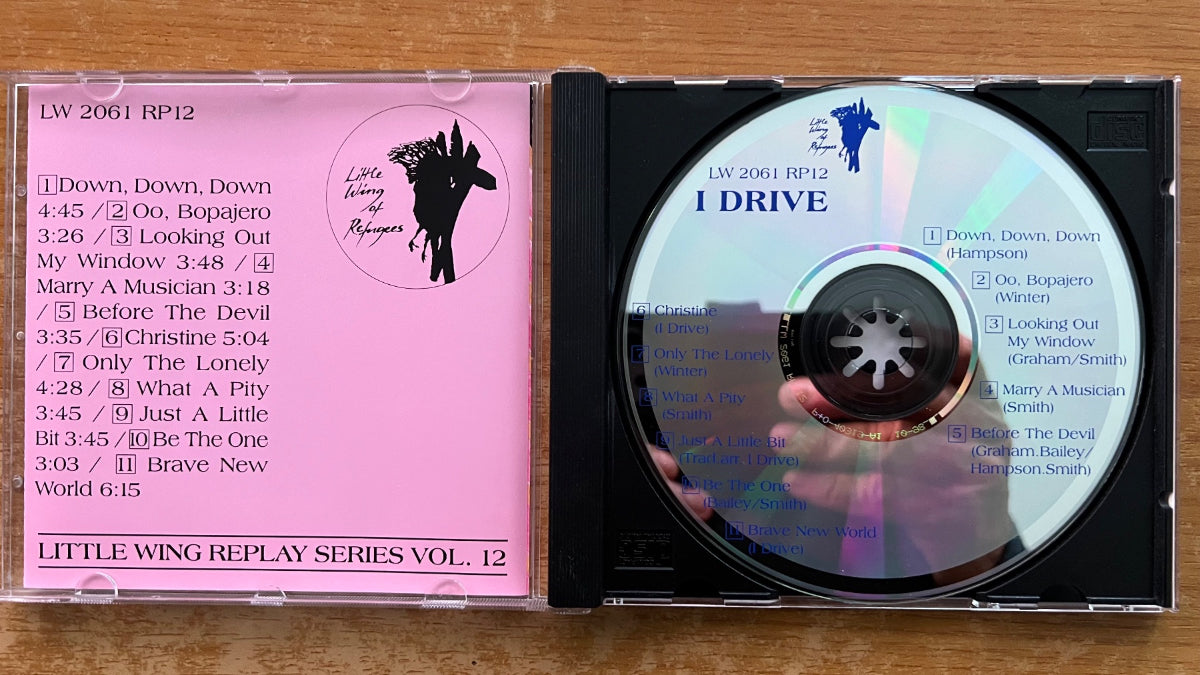 LW 2061 RP12
Little
Wing
of
Refugees
1 Down, Down, Down
4:45 / 2 Oo, Bopajero
3:26 / 3 Looking Out
My Window 3:48 / 4
Marry A Musician 3:18
/ 5 Before The Devil
3:35 / 6 Christine 5:04
/ 7 Only The Lonely
4:28 / 8 What A Pity
3:45 / 9 Just A Little
Bit 3:45 / 10 Be The One
3:03 / 11 Brave New
World 6:15
LITTLE WING REPLAY SERIES VOL. 12
Little
Wing
of
Refugees
LW 2061 RP12
I DRIVE
1 Down, Down, Down
(Hampson)
2 Oo, Bopajero
(Winter)
3 Looking Out
My Window
(Graham/Smith)
4 Marry A Musician
(Smith)
5 Before The Devil
(Graham.Bailey/
Hampson.Smith)
6 Christine
(I Drive)
7 Only The Lonely
(Winter)
8 What A Pity
(Smith)
9 Just A Little Bit
(Trad.arr. I Drive)
10 Be The One
(Bailey/Smith)
11 Brave New World
(I Drive)
disc